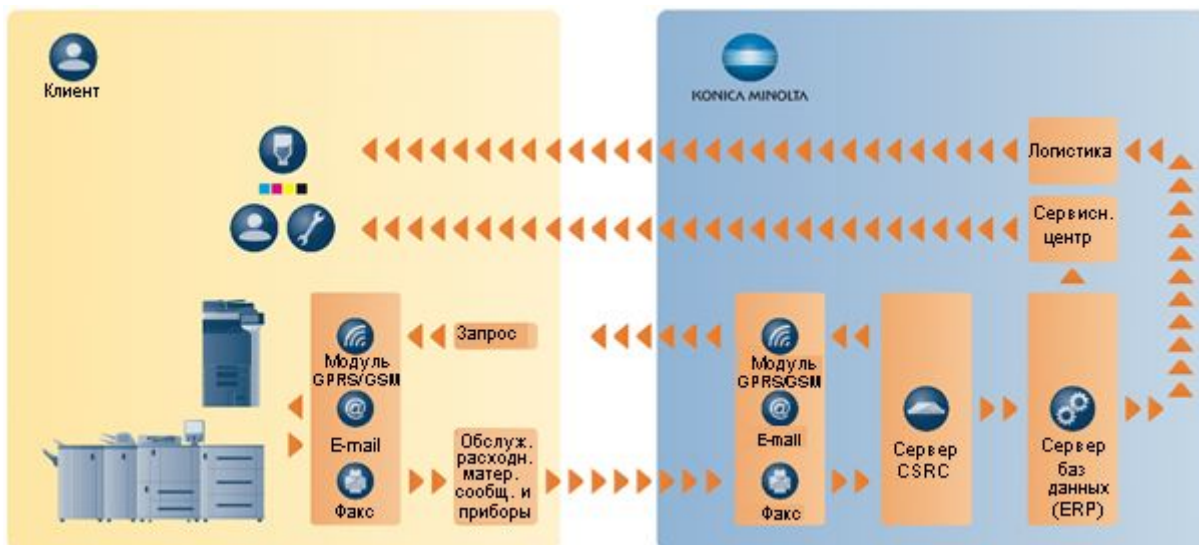 Клиент
KONICA MINOLTA
Логистика
Сервисн.
центр
Запрос
Модуль
GPRS/GSM
E-mail
Факс
Обслуж.
расходн.
матер.
сообщ. и
приборы
Модуль
GPRS/GSM
E-mail
Факс
Сервер
CSRC
Сервер
баз
данных
(ERP)